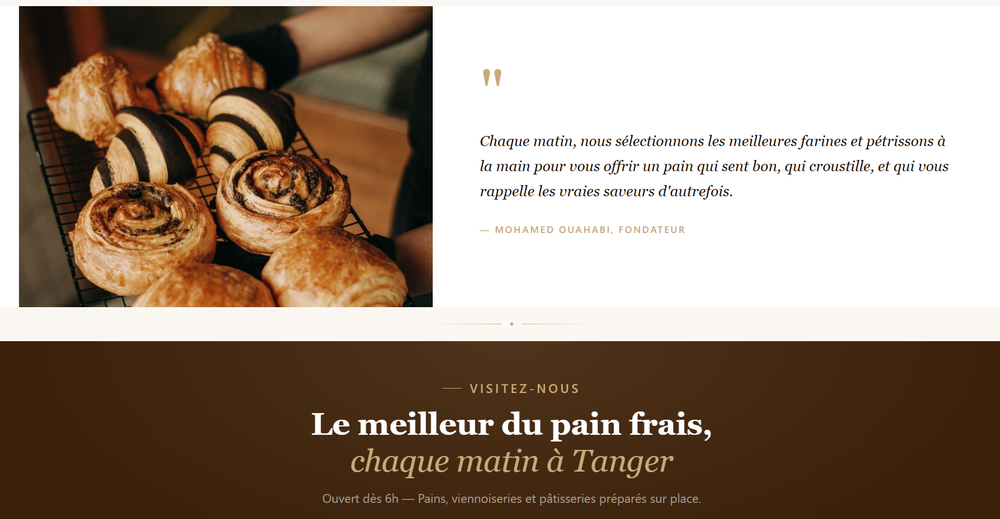 "
Chaque matin, nous sélectionnons les meilleures farines et pétrissons à
la main pour vous offrir un pain qui sent bon, qui croustille, et qui vous
rappelle les vraies saveurs d'autrefois.
— MOHAMED OUAHABI, FONDATEUR
VISITEZ-NOUS
Le meilleur du pain frais,
chaque matin à Tanger
Ouvert dès 6h — Pains, viennoiseries et pâtisseries préparés sur place.